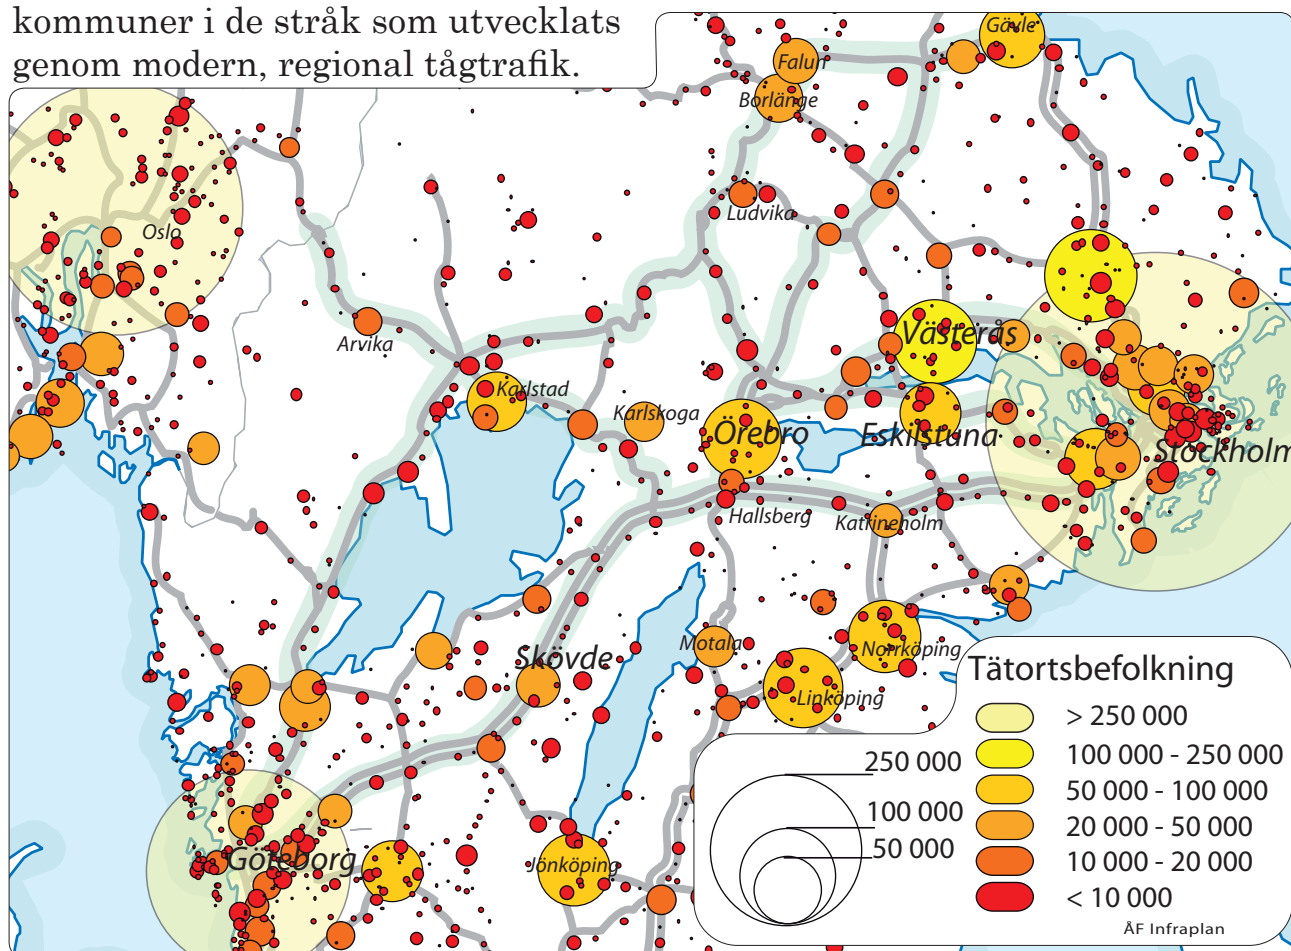 kommuner i de stråk som utvecklats
genom modern, regional tågtrafik.
Gävle
Falun
Borlänge
Ludvika
Oslo
Arvika
Västerås
Karlstad
Karlskoga
Örebro
Eskilstuna
Stockholm
Hallsberg
Katrineholm
Motala
Norrköping
Skövde
Linköping
Göteborg
Jönköping
Tätortsbefolkning
> 250 000
100 000 - 250 000
50 000 - 100 000
20 000 - 50 000
10 000 - 20 000
< 10 000
250 000
100 000
50 000
ÅF Infraplan